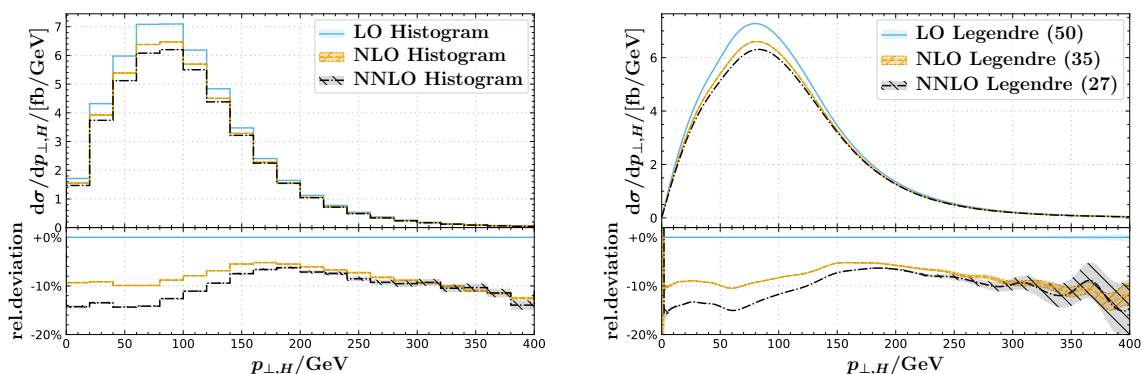 dσ/dp⊥,H/[fb/GeV]
7
6
5
4
3
2
1
0
LO Histogram
NLO Histogram
NNLO Histogram
rel.deviation
+0%
-10%
-20%
0 50 100 150 200 250 300 350 400
p⊥,H/GeV
dσ/dp⊥,H/[fb/GeV]
6
4
2
0
LO Legendre (50)
NLO Legendre (35)
NNLO Legendre (27)
rel.deviation
+0%
-10%
-20%
0 50 100 150 200 250 300 350 400
p⊥,H/GeV